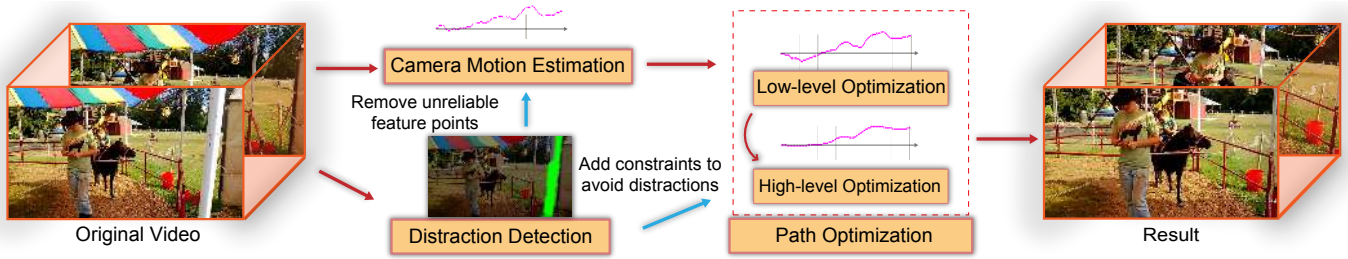 Original Video
Camera Motion Estimation
Remove unreliable
feature points
Distraction Detection
Add constraints to
avoid distractions
Low-level Optimization
High-level Optimization
Path Optimization
Result